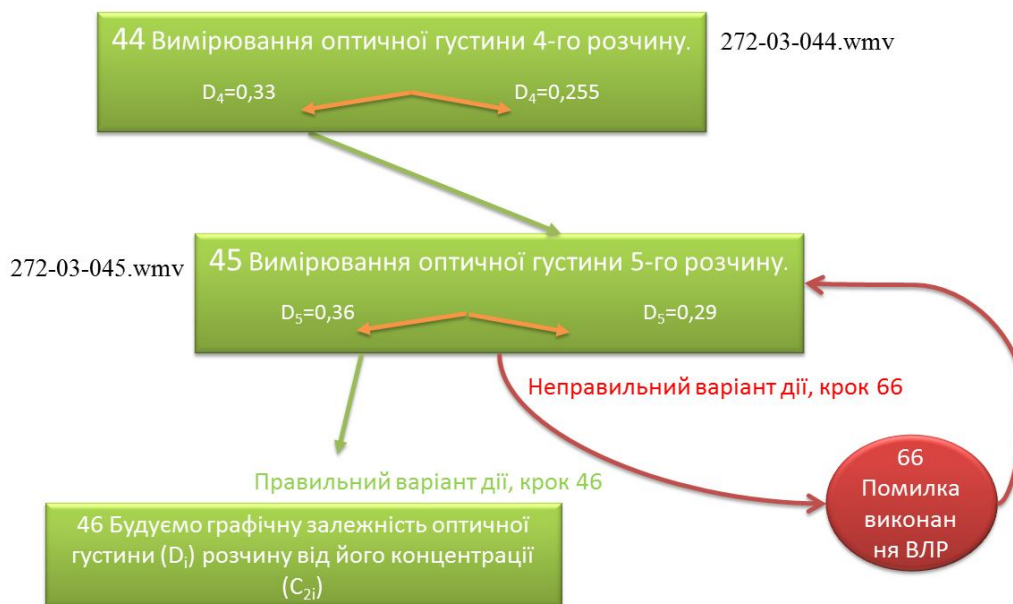 44 Вимірювання оптичної густини 4-го розчину.
272-03-044.wmv
D₄=0,33
D₄=0,255
272-03-045.wmv
45 Вимірювання оптичної густини 5-го розчину.
D₅=0,36
D₅=0,29
Неправильний варіант дії, крок 66
66
Помилка
виконан
ня ВЛР
Правильний варіант дії, крок 46
46 Будуємо графічну залежність оптичної
густини (Dᵢ) розчину від його концентрації
(C₂ᵢ)